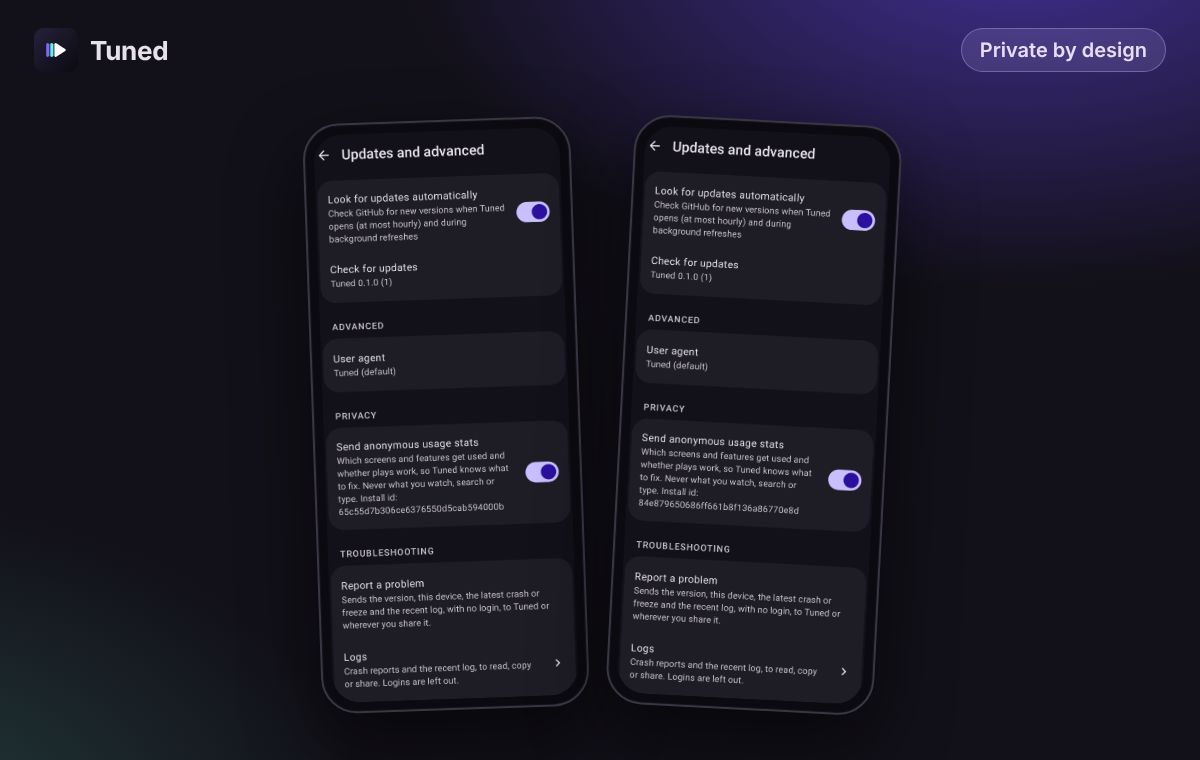 Tuned
Private by design
Updates and advanced
Look for updates automatically
Check GitHub for new versions when Tuned
opens (at most hourly) and during
background refreshes
Check for updates
Tuned 0.1.0 (1)
ADVANCED
User agent
Tuned (default)
PRIVACY
Send anonymous usage stats
Which screens and features get used and
whether plays work, so Tuned knows what
to fix. Never what you watch, search or
type. Install id:
65c55d7b306ce6376550d5cab594000b
TROUBLESHOOTING
Report a problem
Sends the version, this device, the latest crash or
freeze and the recent log, with no login, to Tuned or
wherever you share it.
Logs
Crash reports and the recent log, to read, copy
or share. Logins are left out.
Updates and advanced
Look for updates automatically
Check GitHub for new versions when Tuned
opens (at most hourly) and during
background refreshes
Check for updates
Tuned 0.1.0 (1)
ADVANCED
User agent
Tuned (default)
PRIVACY
Send anonymous usage stats
Which screens and features get used and
whether plays work, so Tuned knows what
to fix. Never what you watch, search or
type. Install id:
84e879650686ff661b8f136a86770e8d
TROUBLESHOOTING
Report a problem
Sends the version, this device, the latest crash or
freeze and the recent log, with no login, to Tuned or
wherever you share it.
Logs
Crash reports and the recent log, to read, copy
or share. Logins are left out.